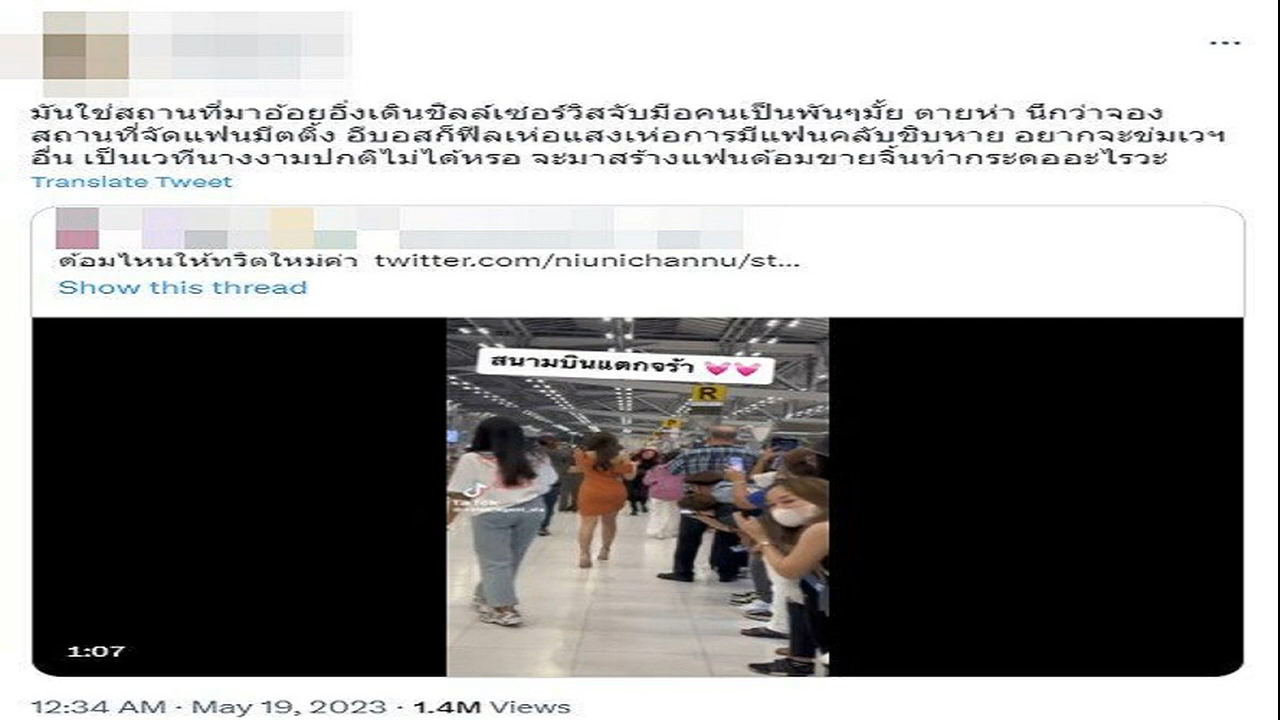 มันใช่สถานที่มาอ้อยอิ่งเดินชิลล์เซอร์วิสจับมือคนเป็นพันๆมั้ย ตายห่า นึกว่าจอง
สถานที่จัดแฟนมีตติ้ง อีบอสก็ฟีลเห่อแสงเห่อการมีแฟนคลับชิบหาย อยากจะข่มเวฯ
อื่น เป็นเวทีนางงามปกติไม่ได้หรอ จะมาสร้างแฟนด้อมขายจิ้นทำกระดออะไรวะ
Translate Tweet
ด้อมไหนให้ทวิตใหม่ค่า twitter.com/niunichannu/st...
Show this thread
สนามบินแตกจร้า
R
TikTok
1:07
12:34 AM · May 19, 2023 · 1.4M Views